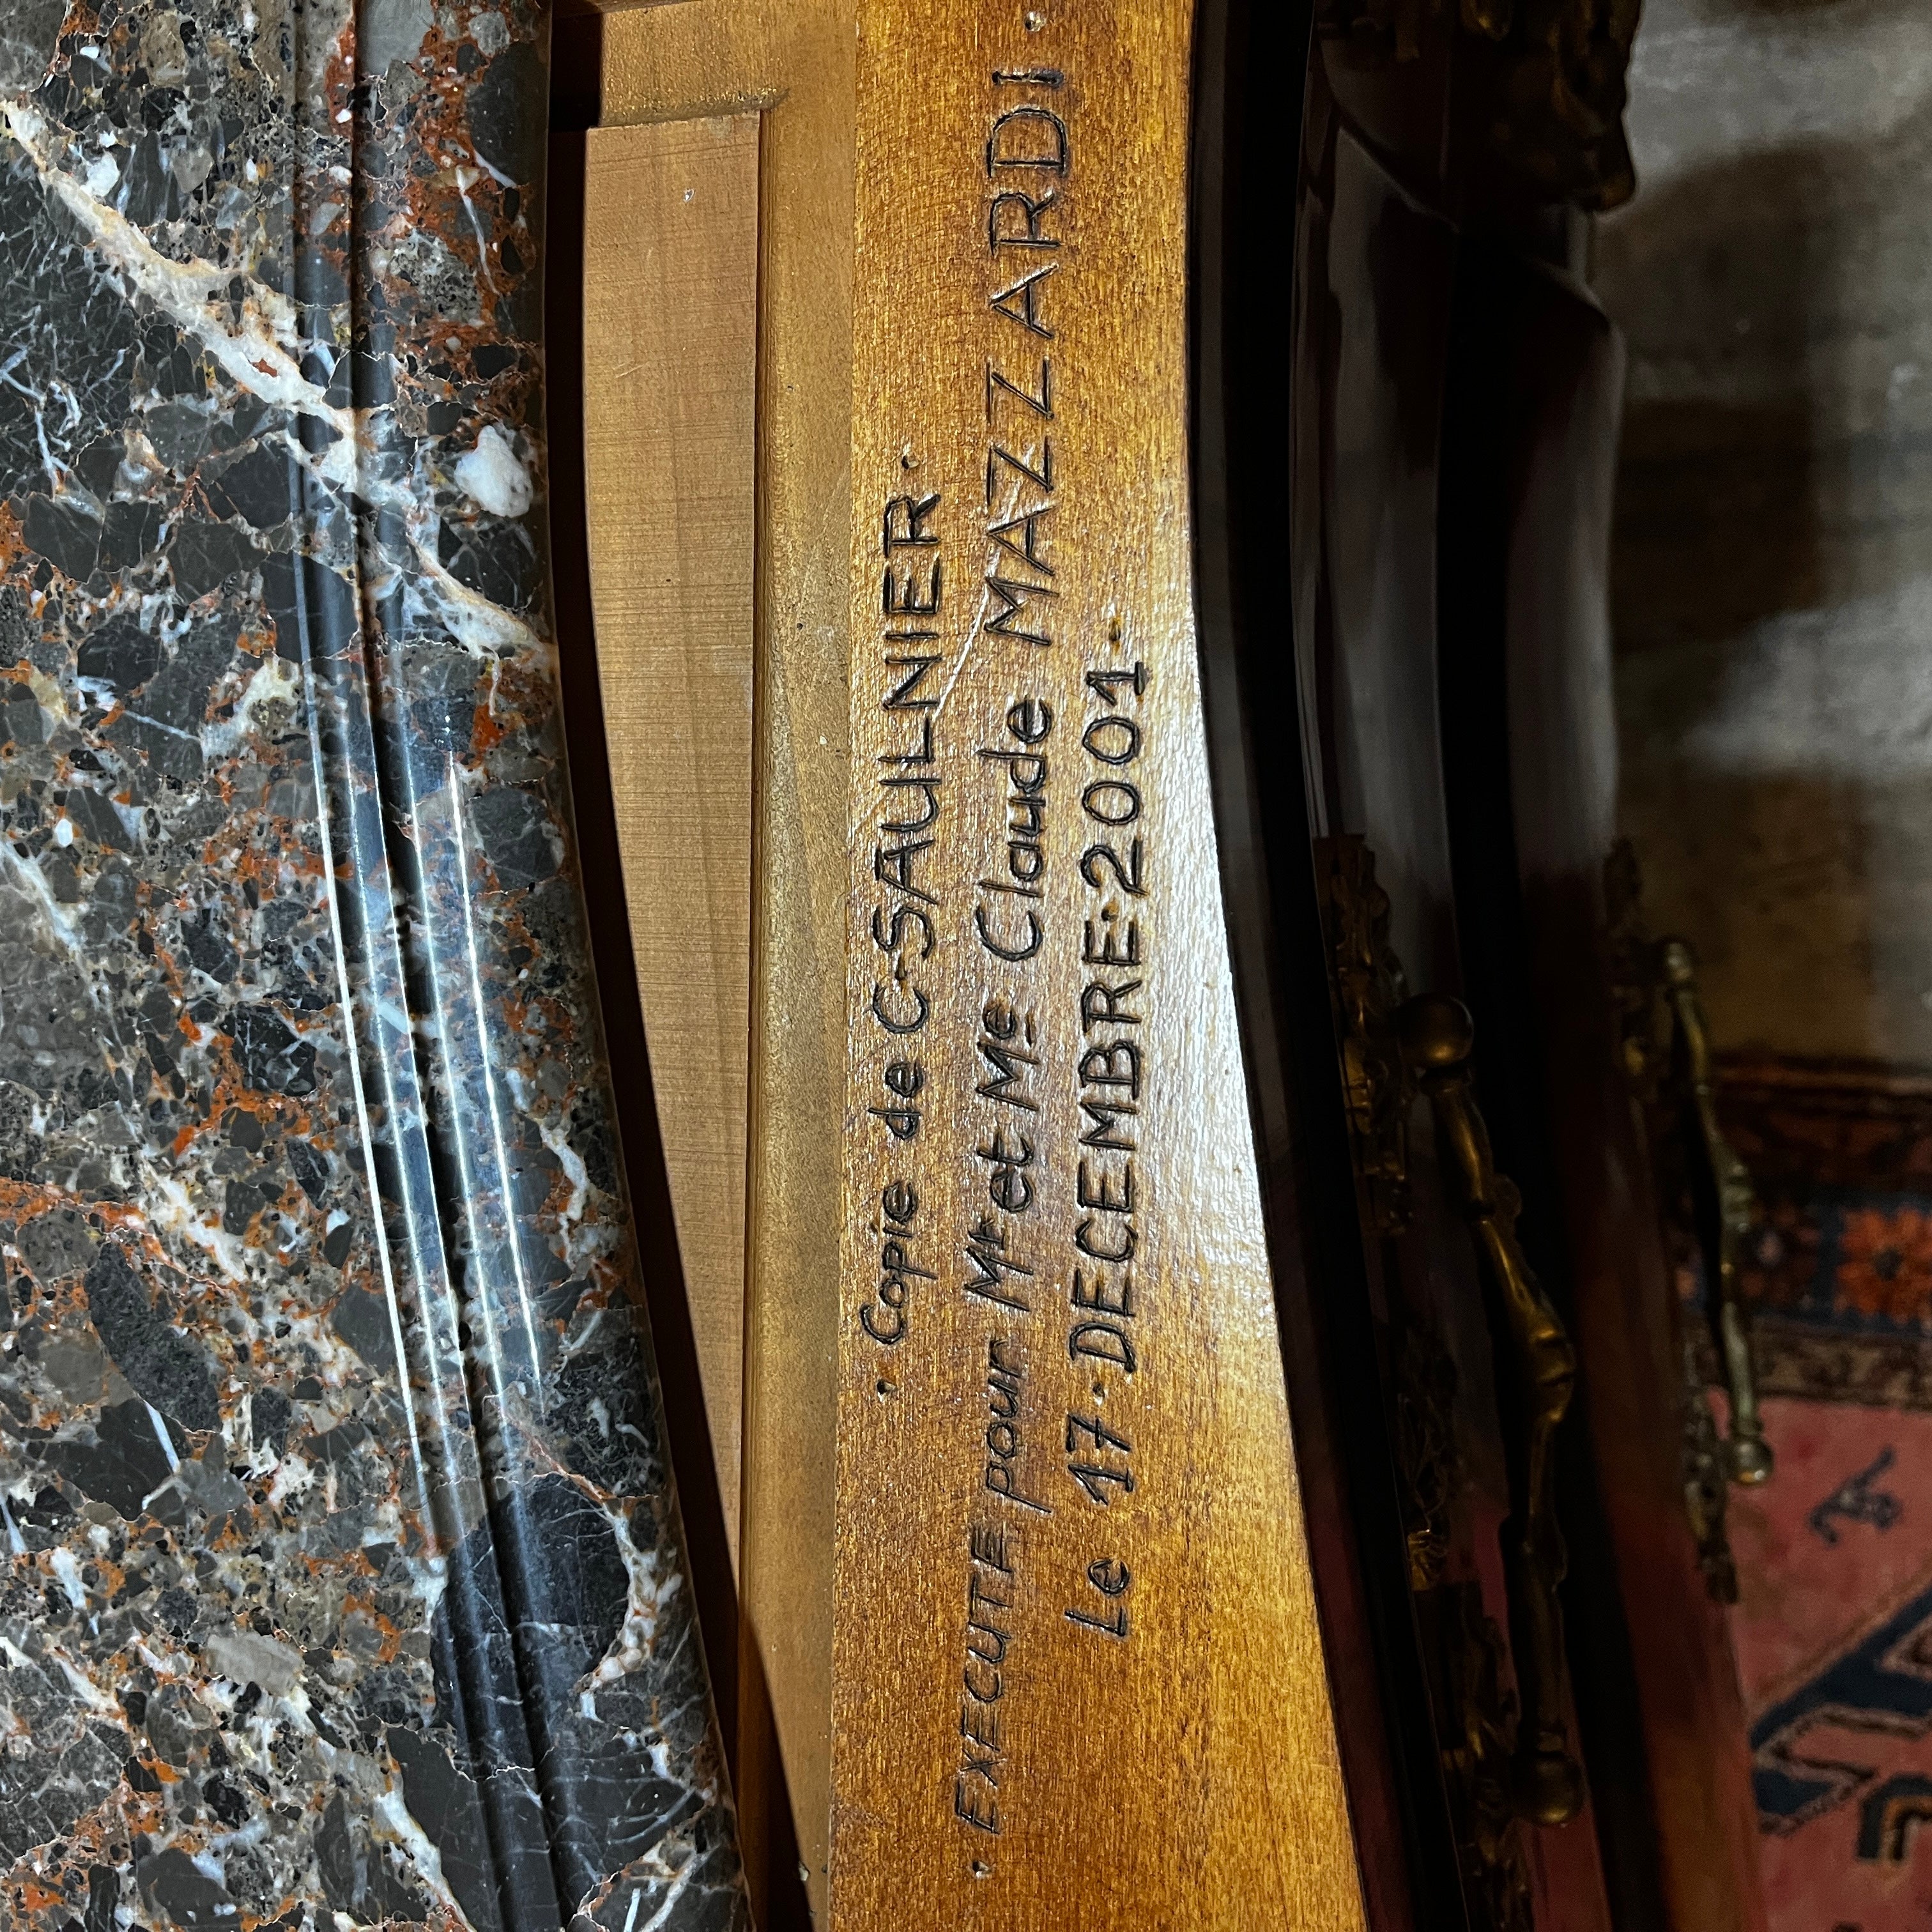 · Copie de C-SAULNIER ·
· EXECUTE pour Mr et Me Claude MAZZARDI ·
Le 17·DECEMBRE·2001-